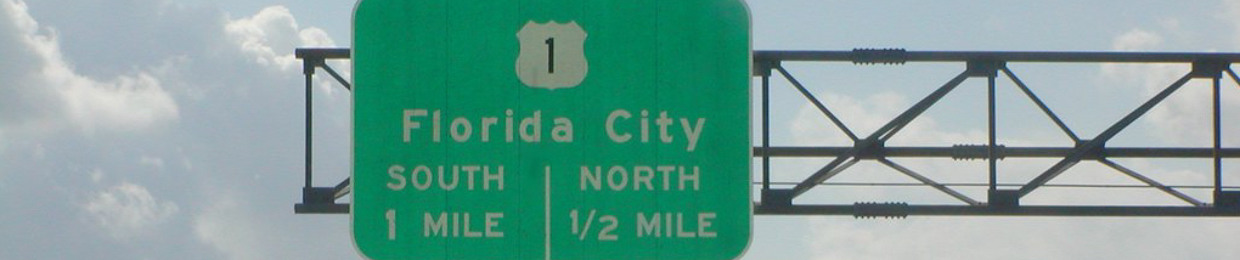 1
Florida City
SOUTH NORTH
1 MILE 1/2 MILE